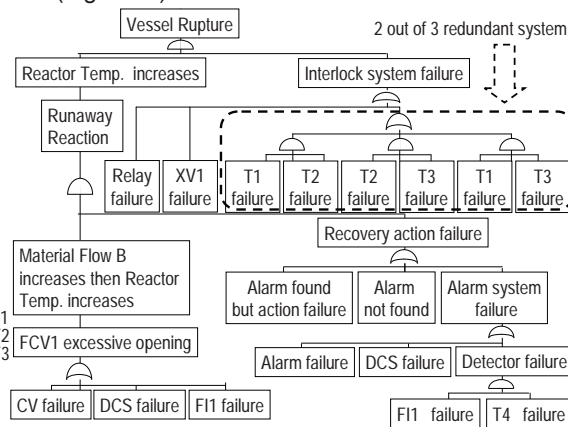 Vessel Rupture
2 out of 3 redundant system
Reactor Temp. increases
Interlock system failure
Runaway
Reaction
Relay
failure
XV1
failure
T1
failure
T2
failure
T2
failure
T3
failure
T1
failure
T3
failure
Recovery action failure
Material Flow B
increases then Reactor
Temp. increases
Alarm found
but action failure
Alarm
not found
Alarm system
failure
1
2
3
FCV1 excessive opening
Alarm failure
DCS failure
Detector failure
CV failure
DCS failure
FI1 failure
FI1 failure
T4 failure